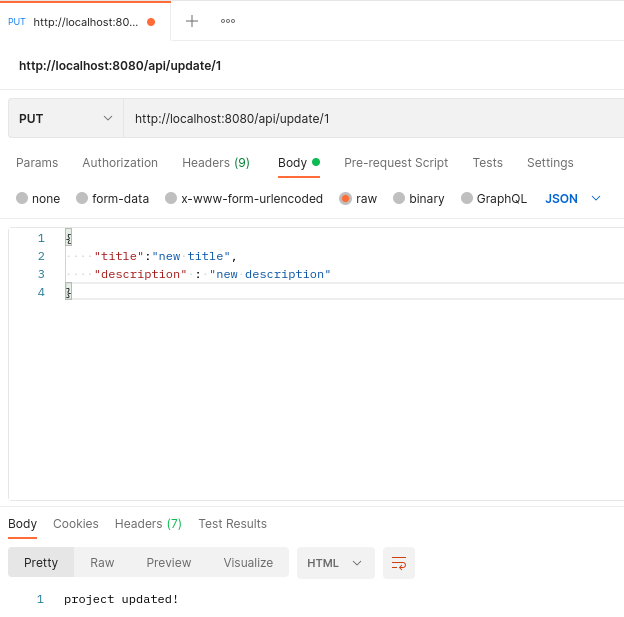 PUT http://localhost:80...
http://localhost:8080/api/update/1
PUT http://localhost:8080/api/update/1
Params Authorization Headers (9) Body Pre-request Script Tests Settings
none form-data x-www-form-urlencoded raw binary GraphQL JSON
1 {
2 "title":"new title",
3 "description" : "new description"
4 }
Body Cookies Headers (7) Test Results
Pretty Raw Preview Visualize HTML
1 project updated!